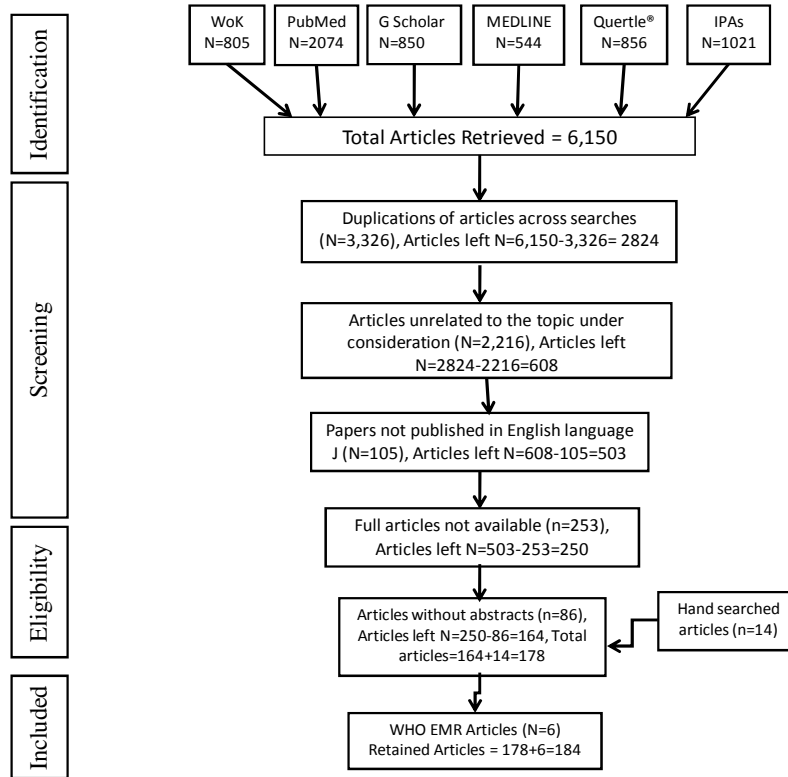 WoK
N=805
PubMed
N=2074
G Scholar
N=850
MEDLINE
N=544
Quertle®
N=856
IPAs
N=1021
Identification
Total Articles Retrieved = 6,150
Screening
Duplications of articles across searches
(N=3,326), Articles left N=6,150-3,326= 2824
Articles unrelated to the topic under
consideration (N=2,216), Articles left
N=2824-2216=608
Papers not published in English language
J (N=105), Articles left N=608-105=503
Eligibility
Full articles not available (n=253),
Articles left N=503-253=250
Articles without abstracts (n=86),
Articles left N=250-86=164, Total
articles=164+14=178
Hand searched
articles (n=14)
Included
WHO EMR Articles (N=6)
Retained Articles = 178+6=184